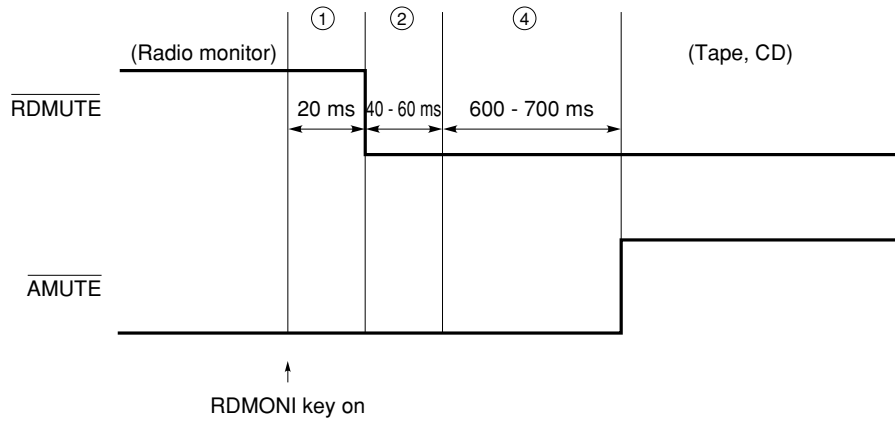 ① ② ④
(Radio monitor) (Tape, CD)
RDMUTE 20 ms 40 - 60 ms 600 - 700 ms
AMUTE
RDMONI key on